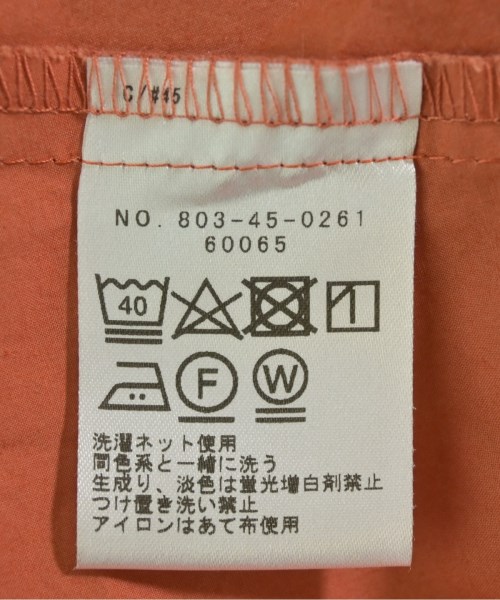 C/#45
NO. 803-45-0261
60065
40
F W
洗濯ネット使用
同色系と一緒に洗う
生成り、淡色は蛍光増白剤禁止
つけ置き洗い禁止
アイロンはあて布使用